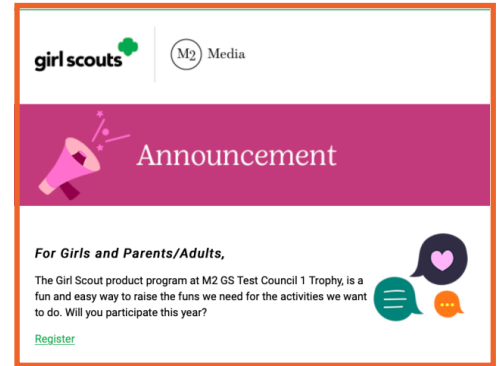 girl scouts
M2 Media
Announcement
For Girls and Parents/Adults,
The Girl Scout product program at M2 GS Test Council 1 Trophy, is a
fun and easy way to raise the funs we need for the activities we want
to do. Will you participate this year?
Register